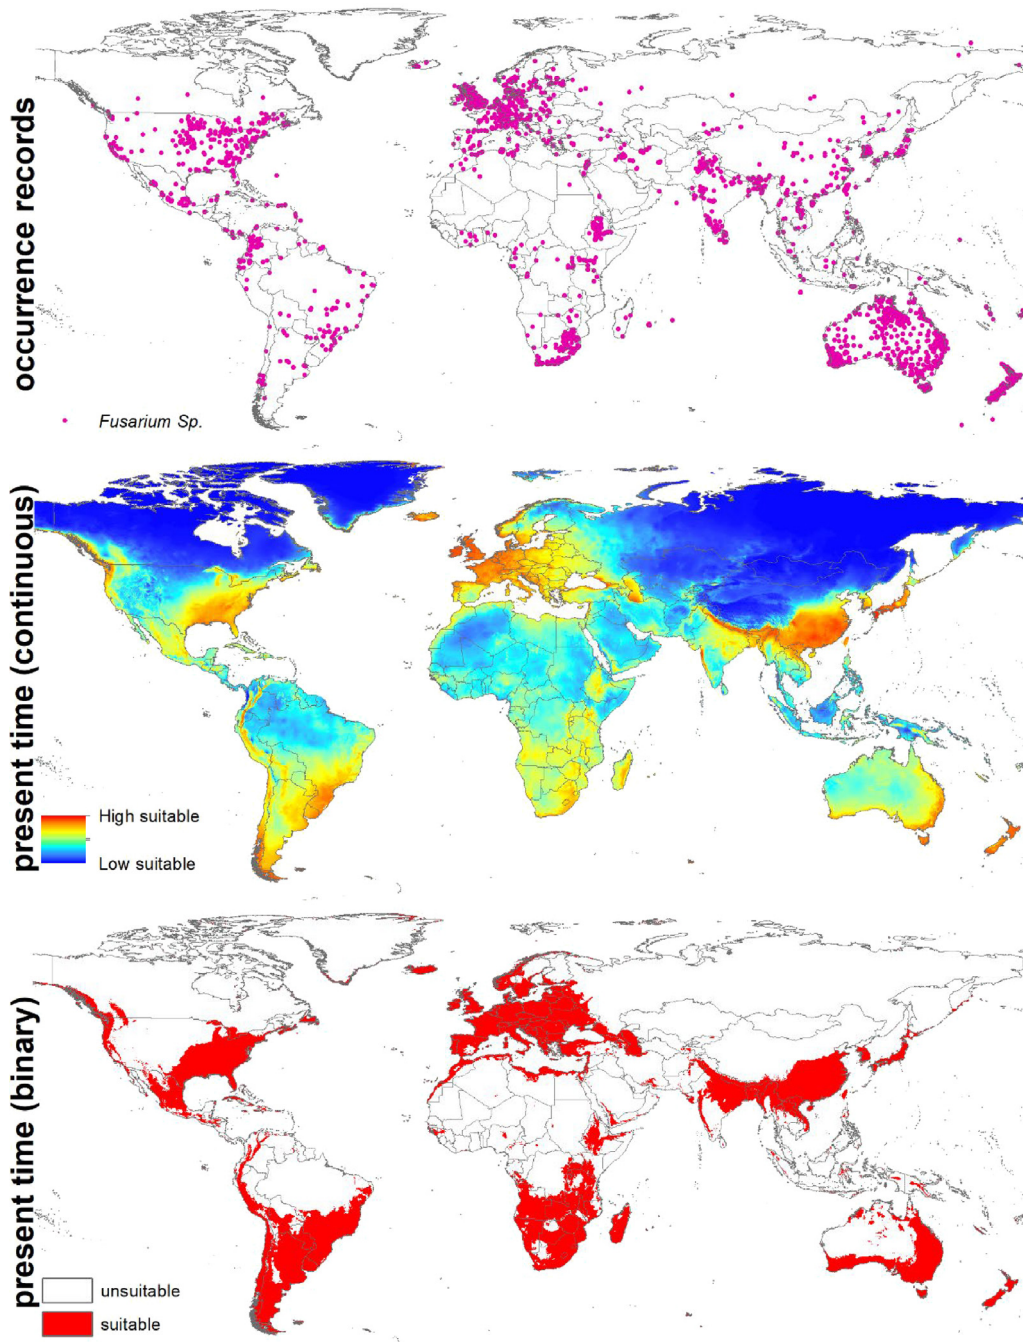 occurrence records
Fusarium Sp.
present time (continuous)
High suitable
Low suitable
present time (binary)
unsuitable
suitable